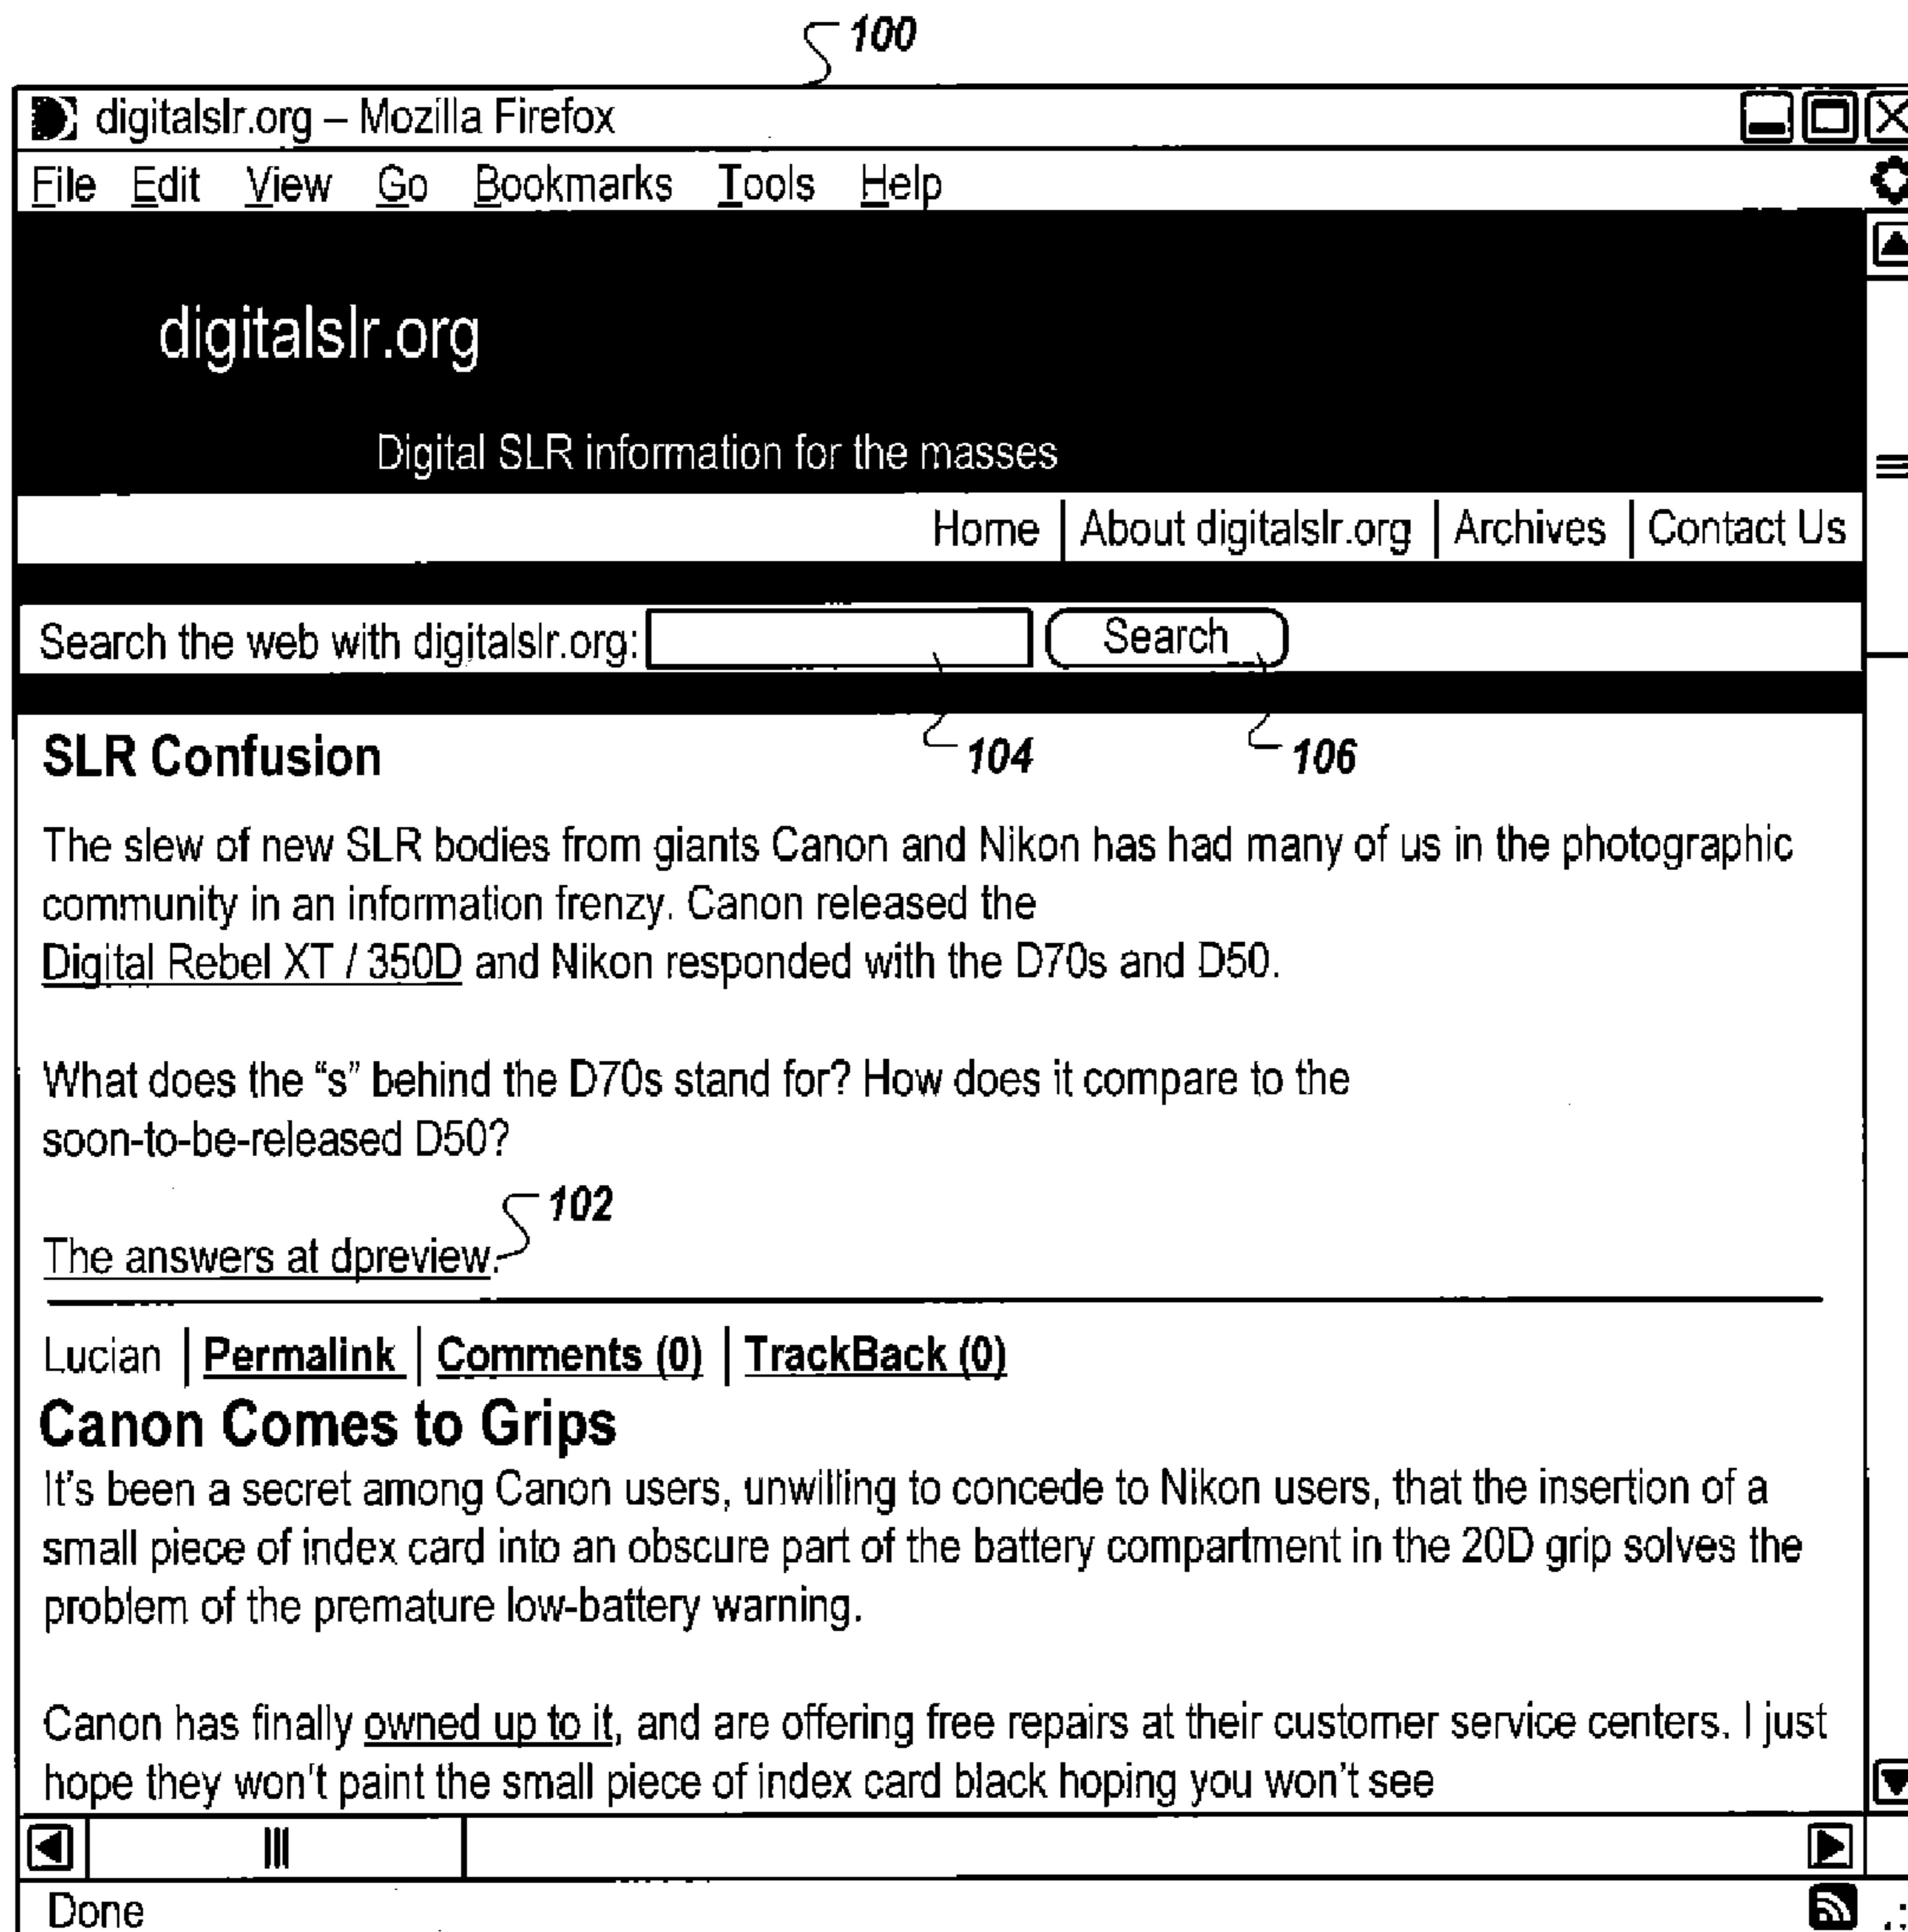 100
digitalslr.org – Mozilla Firefox
File Edit View Go Bookmarks Tools Help
digitalslr.org
Digital SLR information for the masses
Home | About digitalslr.org | Archives | Contact Us
Search the web with digitalslr.org: Search
104 106
SLR Confusion
The slew of new SLR bodies from giants Canon and Nikon has had many of us in the photographic
community in an information frenzy. Canon released the
Digital Rebel XT / 350D and Nikon responded with the D70s and D50.
What does the “s” behind the D70s stand for? How does it compare to the
soon-to-be-released D50?
102
The answers at dpreview.
Lucian | Permalink | Comments (0) | TrackBack (0)
Canon Comes to Grips
It's been a secret among Canon users, unwilling to concede to Nikon users, that the insertion of a
small piece of index card into an obscure part of the battery compartment in the 20D grip solves the
problem of the premature low-battery warning.
Canon has finally owned up to it, and are offering free repairs at their customer service centers. I just
hope they won't paint the small piece of index card black hoping you won't see
Done